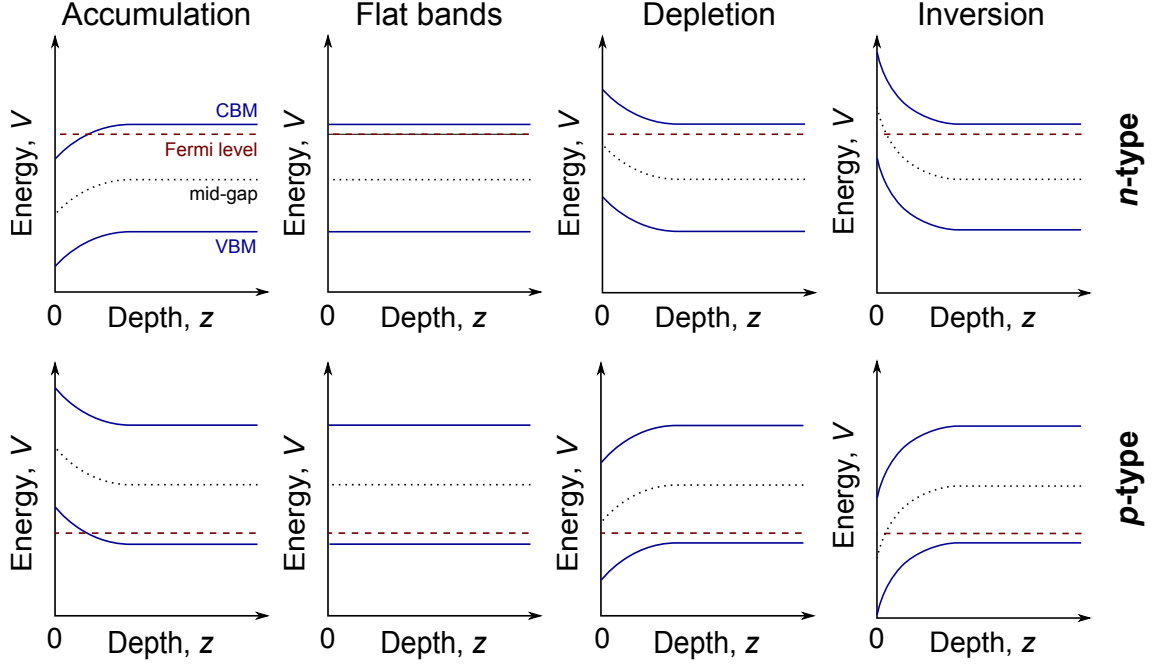 Accumulation
Flat bands
Depletion
Inversion
Energy, V
CBM
Fermi level
mid-gap
VBM
0
Depth, z
Energy, V
0
Depth, z
Energy, V
0
Depth, z
Energy, V
0
Depth, z
n-type
Energy, V
0
Depth, z
Energy, V
0
Depth, z
Energy, V
0
Depth, z
Energy, V
0
Depth, z
p-type